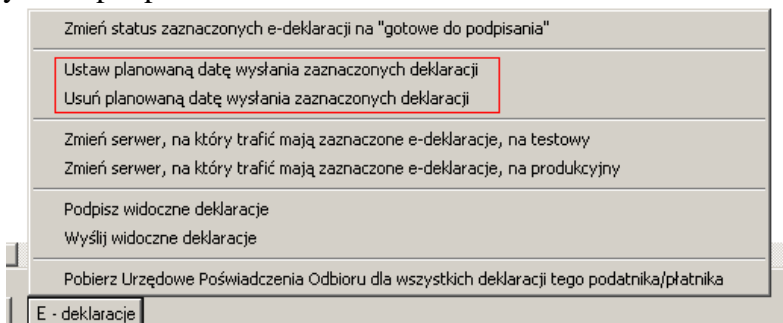 Zmień status zaznaczonych e-deklaracji na "gotowe do podpisania"
Ustaw planowaną datę wysłania zaznaczonych deklaracji
Usuń planowaną datę wysłania zaznaczonych deklaracji
Zmień serwer, na który trafić mają zaznaczone e-deklaracje, na testowy
Zmień serwer, na który trafić mają zaznaczone e-deklaracje, na produkcyjny
Podpisz widoczne deklaracje
Wyślij widoczne deklaracje
Pobierz Urzędowe Poświadczenia Odbioru dla wszystkich deklaracji tego podatnika/płatnika
E - deklaracje